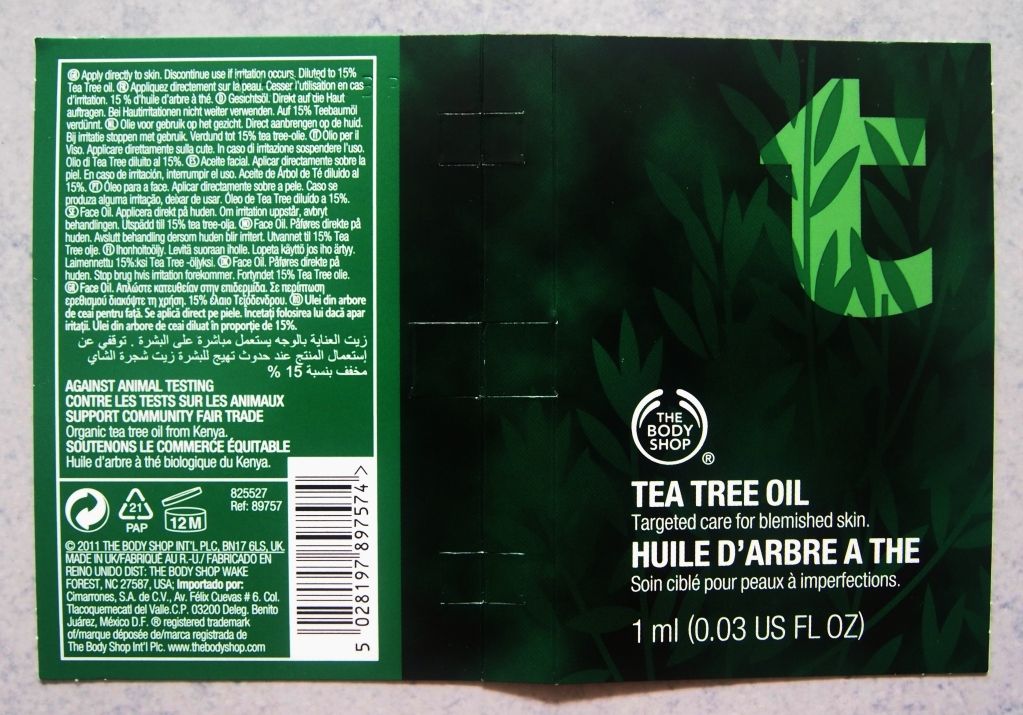 GB Apply directly to skin. Discontinue use if irritation occurs. Diluted to 15%
Tea Tree oil. FR Appliquez directement sur la peau. Cesser l'utilisation en cas
d'irritation. 15 % d'huile d'arbre à thé. D Gesichtsöl. Direkt auf die Haut
auftragen. Bei Hautirritationen nicht weiter verwenden. Auf 15% Teebaumöl
verdünnt. NL Olie voor gebruik op het gezicht. Direct aanbrengen op de huid.
Bij irritatie stoppen met gebruik. Verdund tot 15% tea tree-olie. IT Olio per il
Viso. Applicare direttamente sulla cute. In caso di irritazione sospendere l'uso.
Olio di Tea Tree diluito al 15%. ES Aceite facial. Aplicar directamente sobre la
piel. En caso de irritación, interrumpir el uso. Aceite de Árbol de Té diluido al
15%. PT Óleo para a face. Aplicar directamente sobre a pele. Caso se
produza alguma irritação, deixar de usar. Óleo de Tea Tree diluído a 15%.
SE Face Oil. Applicera direkt på huden. Om irritation uppstår, avbryt
behandlingen. Utspädd till 15% tea tree-olja. NO Face Oil. Påføres direkte på
huden. Avslutt behandling dersom huden blir irritert. Utvannet til 15% Tea
Tree olje. FI Ihonhoitoöljy. Levitä suoraan iholle. Lopeta käyttö jos iho ärtyy.
Laimennettu 15%:ksi Tea Tree -öljyksi. DK Face Oil. Påføres direkte på
huden. Stop brug hvis irritation forekommer. Fortyndet 15% Tea Tree olie.
GR Face Oil. Απλώστε κατευθείαν στην επιδερμίδα. Σε περίπτωση
ερεθισμού διακόψτε τη χρήση. 15% έλαιο Τεϊόδενδρου. RO Ulei din arbore
de ceai pentru faţă. Se aplică direct pe piele. Încetaţi folosirea lui dacă apar
iritaţii. Ulei din arbore de ceai diluat în proporţie de 15%.
زيت العناية بالوجه يستعمل مباشرة على البشرة . توقفي عن
إستعمال المنتج عند حدوث تهيج للبشرة زيت شجرة الشاي
مخفف بنسبة 15 %
AGAINST ANIMAL TESTING
CONTRE LES TESTS SUR LES ANIMAUX
SUPPORT COMMUNITY FAIR TRADE
Organic tea tree oil from Kenya.
SOUTENONS LE COMMERCE ÉQUITABLE
Huile d'arbre à thé biologique du Kenya.
21
PAP
12M
825527
Ref: 89757
© 2011 THE BODY SHOP INT'L PLC, BN17 6LS, UK.
MADE IN UK/FABRIQUÉ AU R.-U./ FABRICADO EN
REINO UNIDO DIST: THE BODY SHOP WAKE
FOREST, NC 27587, USA; Importado por:
Cimarrones, S.A. de C.V., Av. Félix Cuevas # 6. Col.
Tlacoquemecatl del Valle.C.P. 03200 Deleg. Benito
Juárez, México D.F. ® registered trademark
of/marque déposée de/marca registrada de
The Body Shop Int'l Plc. www.thebodyshop.com
5 028197 897574 >
t
THE
BODY
SHOP
®
TEA TREE OIL
Targeted care for blemished skin.
HUILE D'ARBRE A THE
Soin ciblé pour peaux à imperfections.
1 ml (0.03 US FL OZ)